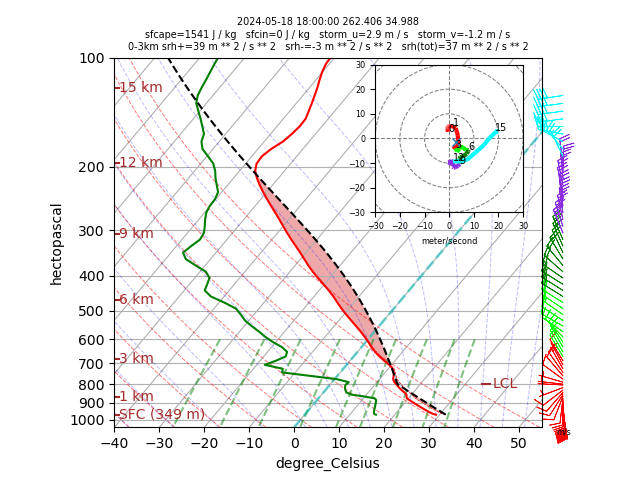 2024-05-18 18:00:00 262.406 34.988
sfcape=1541 J / kg sfcin=0 J / kg storm_u=2.9 m / s storm_v=-1.2 m / s
0-3km srh+=39 m ** 2 / s ** 2 srh-=-3 m ** 2 / s ** 2 srh(tot)=37 m ** 2 / s ** 2
100
200
300
400
500
600
700
800
900
1000
hectopascal
15 km
12 km
9 km
6 km
3 km
1 km
SFC (349 m)
LCL
30
20
10
0
−10
−20
−30
−30 −20 −10 0 10 20 30
meter/second
1
3
6
15
−40 −30 −20 −10 0 10 20 30 40 50
degree_Celsius